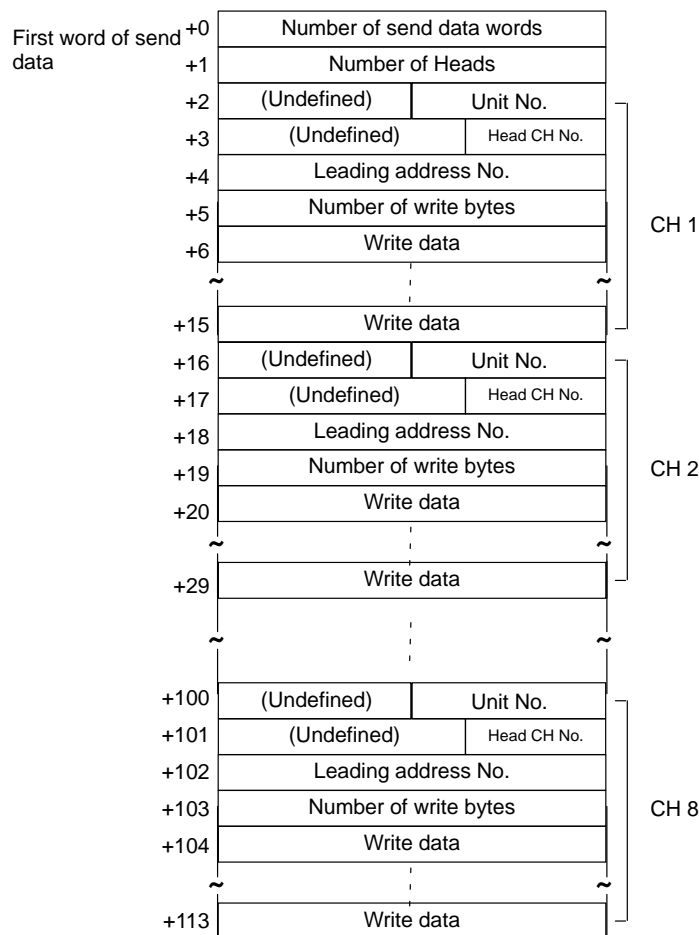 First word of send
data
+0 Number of send data words
+1 Number of Heads
+2 (Undefined) Unit No.
+3 (Undefined) Head CH No.
+4 Leading address No.
+5 Number of write bytes
CH 1
+6 Write data
~ ~
+15 Write data
+16 (Undefined) Unit No.
+17 (Undefined) Head CH No.
+18 Leading address No.
+19 Number of write bytes
CH 2
+20 Write data
~ ~
+29 Write data
~ ~
+100 (Undefined) Unit No.
+101 (Undefined) Head CH No.
+102 Leading address No.
+103 Number of write bytes
CH 8
+104 Write data
~ ~
+113 Write data